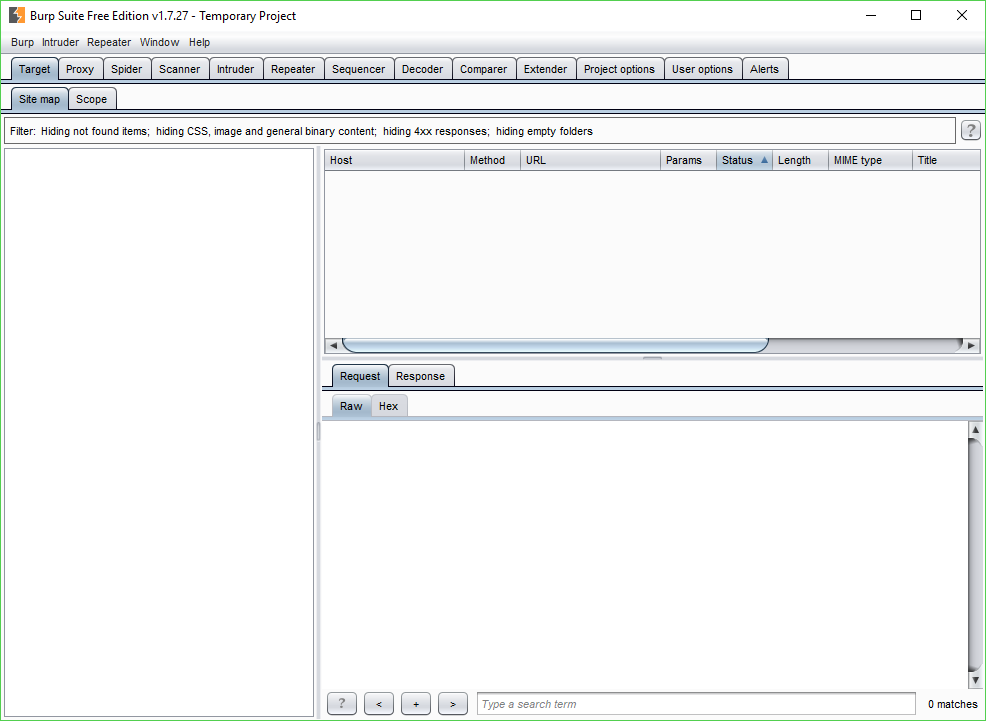 Burp Suite Free Edition v1.7.27 - Temporary Project
Burp Intruder Repeater Window Help
Target Proxy Spider Scanner Intruder Repeater Sequencer Decoder Comparer Extender Project options User options Alerts
Site map Scope
Filter: Hiding not found items; hiding CSS, image and general binary content; hiding 4xx responses; hiding empty folders
?
Host Method URL Params Status Length MIME type Title
Request Response
Raw Hex
? < + > Type a search term 0 matches